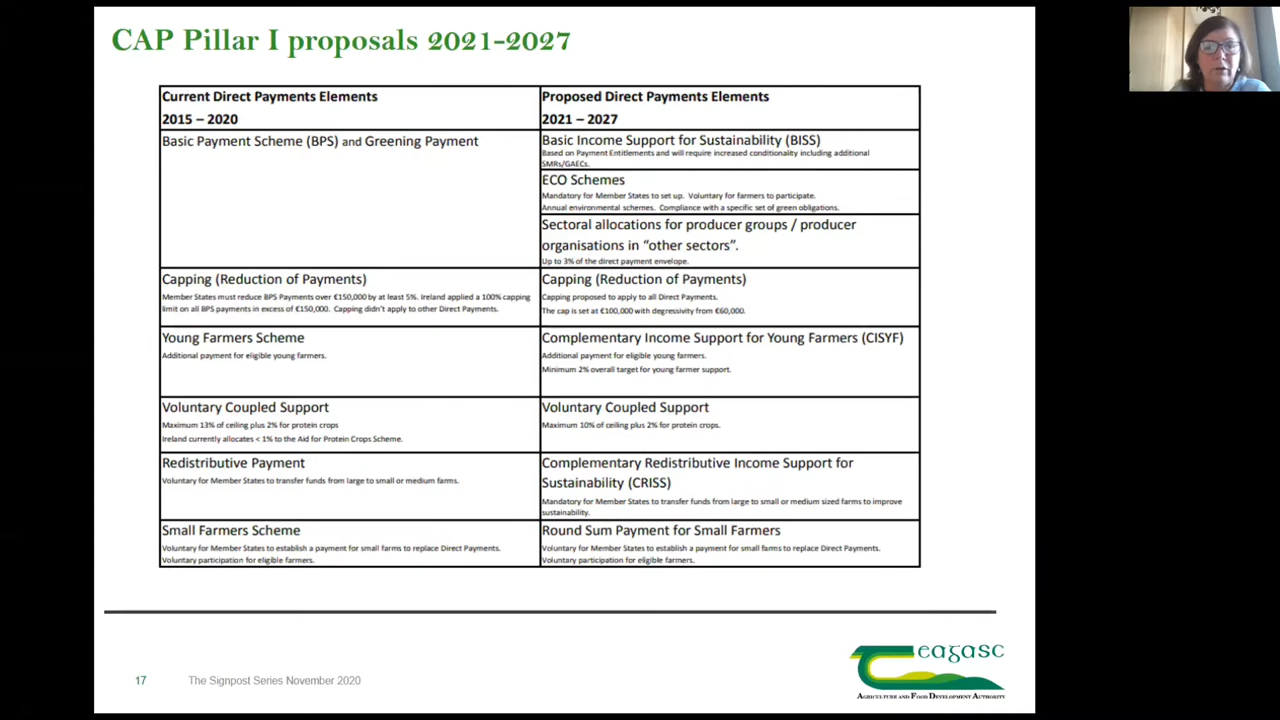 CAP Pillar I proposals 2021-2027
Current Direct Payments Elements
2015 – 2020
Proposed Direct Payments Elements
2021 – 2027
Basic Payment Scheme (BPS) and Greening Payment
Basic Income Support for Sustainability (BISS)
Based on Payment Entitlements and will require increased conditionality including additional
SMRs/GAECs.
ECO Schemes
Mandatory for Member States to set up. Voluntary for farmers to participate.
Annual environmental schemes. Compliance with a specific set of green obligations.
Sectoral allocations for producer groups / producer
organisations in “other sectors”.
Up to 3% of the direct payment envelope.
Capping (Reduction of Payments)
Member States must reduce BPS Payments over €150,000 by at least 5%. Ireland applied a 100% capping
limit on all BPS payments in excess of €150,000. Capping didn’t apply to other Direct Payments.
Capping (Reduction of Payments)
Capping proposed to apply to all Direct Payments.
The cap is set at €100,000 with degressivity from €60,000.
Young Farmers Scheme
Additional payment for eligible young farmers.
Complementary Income Support for Young Farmers (CISYF)
Additional payment for eligible young farmers.
Minimum 2% overall target for young farmer support.
Voluntary Coupled Support
Maximum 13% of ceiling plus 2% for protein crops
Ireland currently allocates < 1% to the Aid for Protein Crops Scheme.
Voluntary Coupled Support
Maximum 10% of ceiling plus 2% for protein crops.
Redistributive Payment
Voluntary for Member States to transfer funds from large to small or medium farms.
Complementary Redistributive Income Support for
Sustainability (CRISS)
Mandatory for Member States to transfer funds from large to small or medium sized farms to improve
sustainability.
Small Farmers Scheme
Voluntary for Member States to establish a payment for small farms to replace Direct Payments.
Voluntary participation for eligible farmers.
Round Sum Payment for Small Farmers
Voluntary for Member States to establish a payment for small farms to replace Direct Payments.
Voluntary participation for eligible farmers.
17
The Signpost Series November 2020
teagasc
AGRICULTURE AND FOOD DEVELOPMENT AUTHORITY